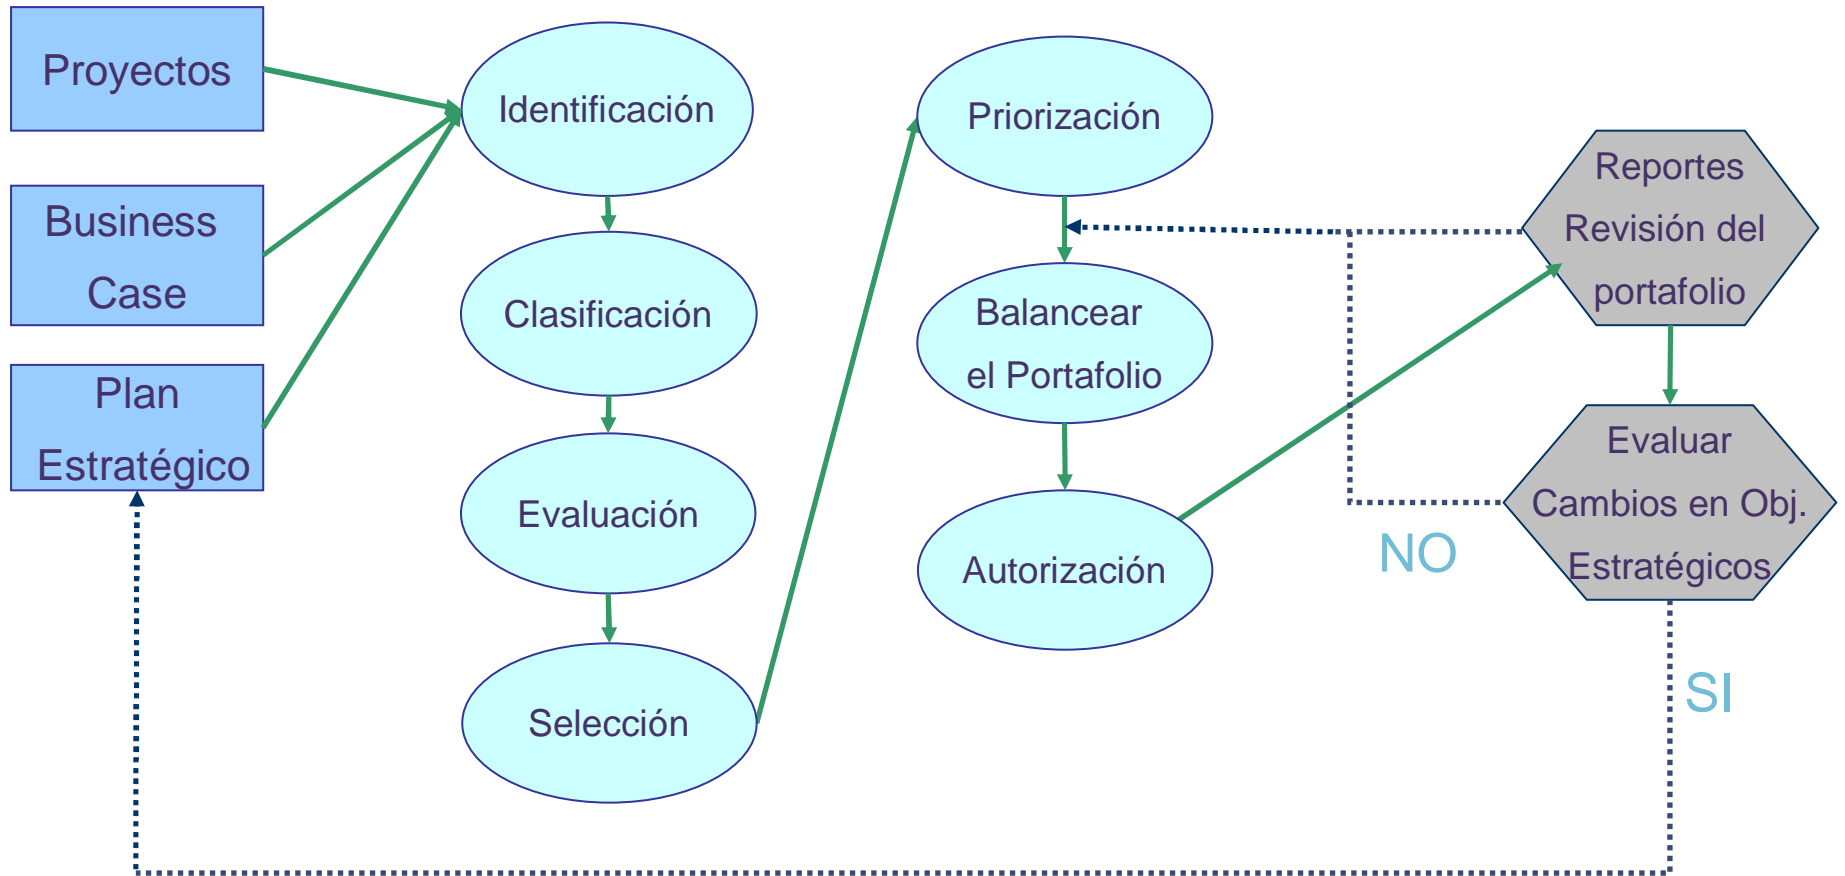 Proyectos
Business
Case
Plan
Estratégico
Identificación
Clasificación
Evaluación
Selección
Priorización
Balancear
el Portafolio
Autorización
Reportes
Revisión del
portafolio
Evaluar
Cambios en Obj.
Estratégicos
NO
SI